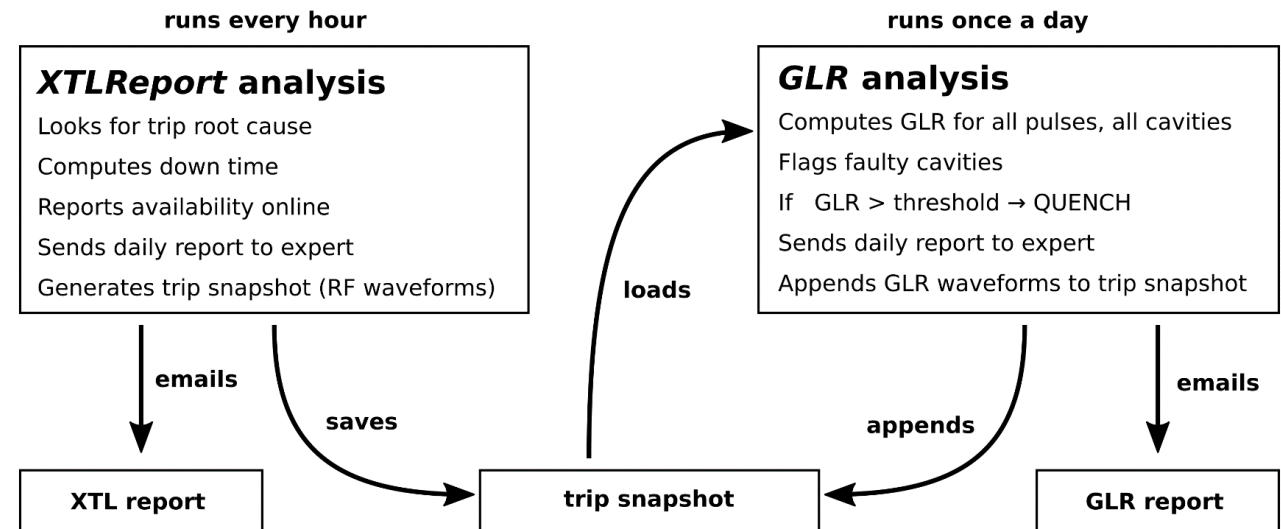 runs every hour
XTLReport analysis
Looks for trip root cause
Computes down time
Reports availability online
Sends daily report to expert
Generates trip snapshot (RF waveforms)
runs once a day
GLR analysis
Computes GLR for all pulses, all cavities
Flags faulty cavities
If GLR > threshold → QUENCH
Sends daily report to expert
Appends GLR waveforms to trip snapshot
loads
emails
saves
appends
emails
XTL report
trip snapshot
GLR report